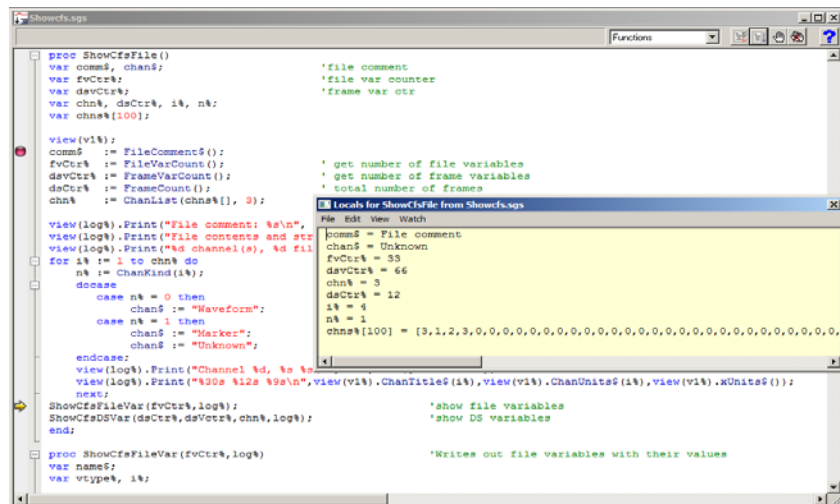 Showcfs.sgs
Functions
proc ShowCfsFile()
var comm$, chan$; 'file comment
var fvCtr%; 'file var counter
var dsvCtr%; 'frame var ctr
var chn%, dsCtr%, i%, n%;
var chns%[100];
view(v1%);
comm$ := FileComment$();
fvCtr% := FileVarCount(); ' get number of file variables
dsvCtr% := FrameVarCount(); ' get number of frame variables
dsCtr% := FrameCount(); ' total number of frames
chn% := ChanList(chns%[], 3);
view(log%).Print("File comment: %s\n",
view(log%).Print("File contents and str
view(log%).Print("%d channel(s), %d fil
for i% := 1 to chn% do
n% := ChanKind(i%);
docase
case n% = 0 then
chan$ := "Waveform";
case n% = 1 then
chan$ := "Marker";
chan$ := "Unknown";
endcase;
view(log%).Print("Channel %d, %s %s
view(log%).Print("%30s %12s %9s\n",view(v1%).ChanTitle$(i%),view(v1%).ChanUnits$(i%),view(v1%).xUnits$());
next;
ShowCfsFileVar(fvCtr%,log%); 'show file variables
ShowCfsDSVar(dsCtr%,dsVctr%,chn%,log%); 'show DS variables
end;
proc ShowCfsFileVar(fvCtr%,log%) 'Writes out file variables with their values
var name$;
var vtype%, i%;
Locals for ShowCfsFile from Showcfs.sgs
File Edit View Watch
comm$ = File comment
chan$ = Unknown
fvCtr% = 33
dsvCtr% = 66
chn% = 3
dsCtr% = 12
i% = 4
n% = 1
chns%[100] = [3,1,2,3,0,0,0,0,0,0,0,0,0,0,0,0,0,0,0,0,0,0,0,0,0,0,0,0,0,0,0,